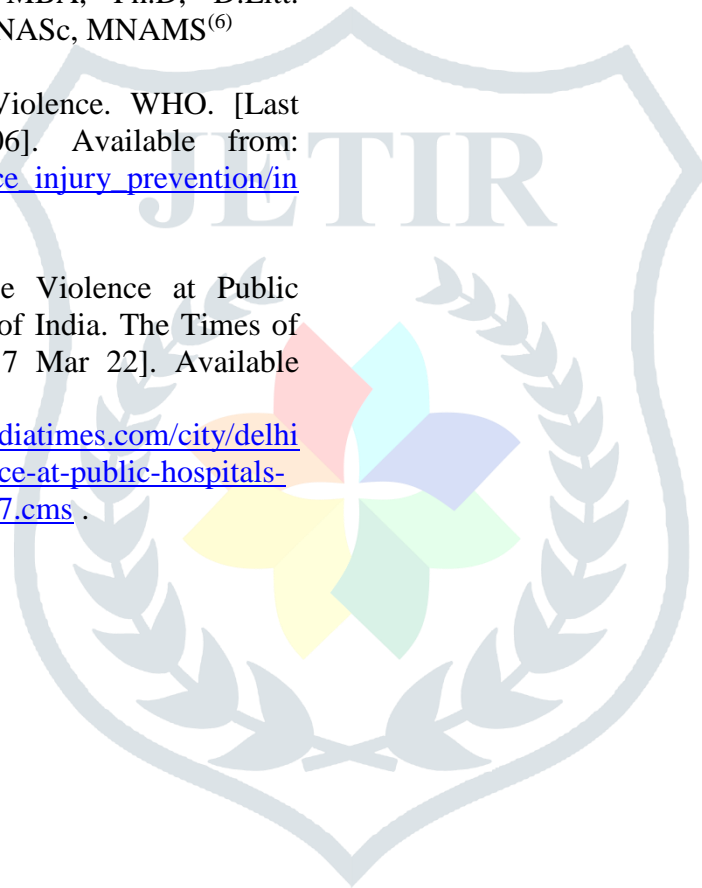 MBA, Ph.D, D.Litt.
NASc, MNAMS(6)
Violence. WHO. [Last
06]. Available from:
ce_injury_prevention/in
JETIR
e Violence at Public
of India. The Times of
7 Mar 22]. Available
diatimes.com/city/delhi
ce-at-public-hospitals-
7.cms .